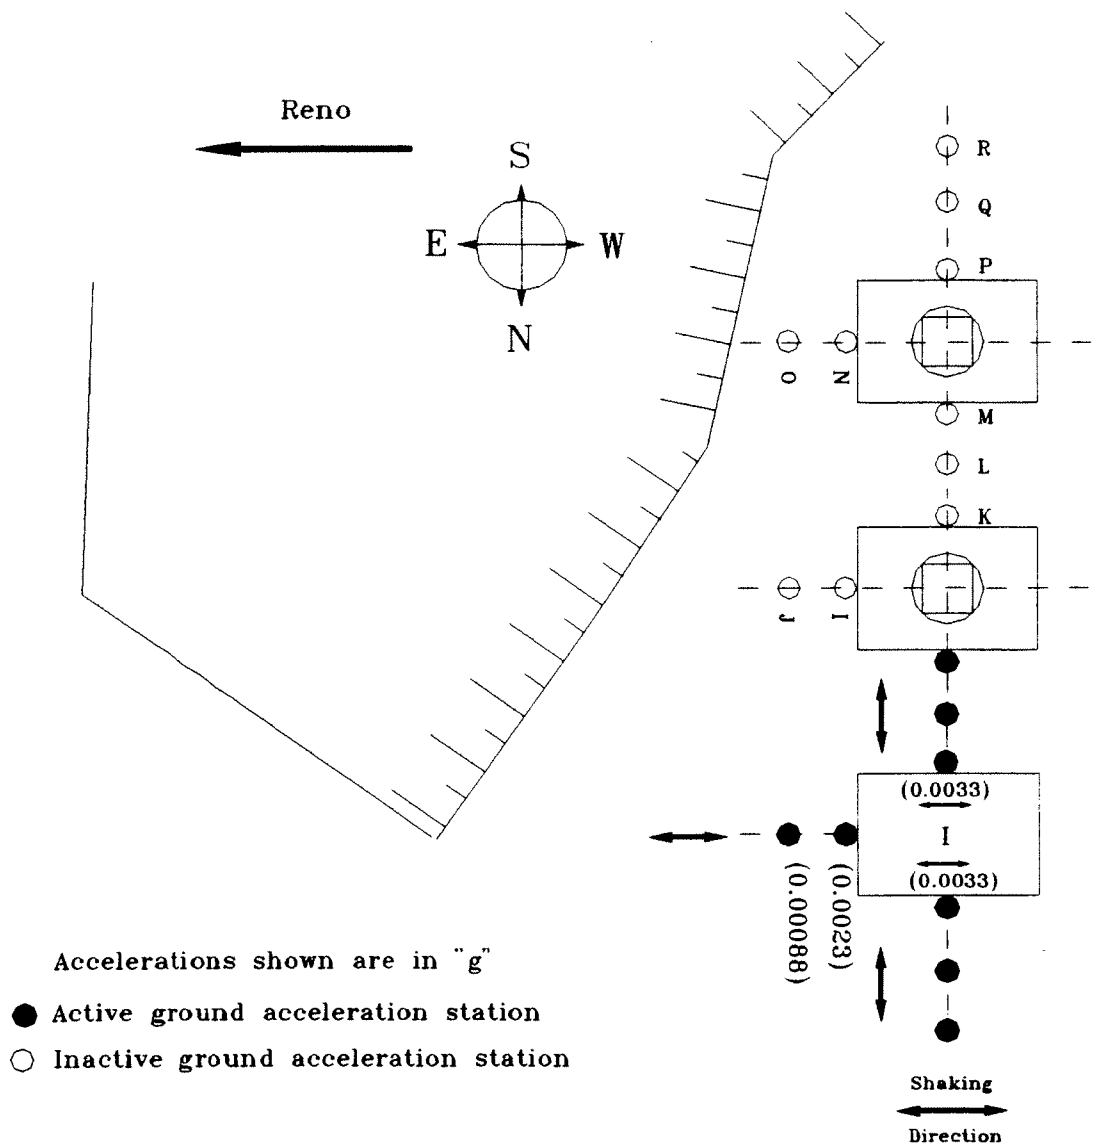 Reno
S
E
W
N
R
Q
P
O
N
M
L
K
J
I
(0.0033)
I
(0.0033)
(0.00088)
(0.0023)
Accelerations shown are in "g"
Active ground acceleration station
Inactive ground acceleration station
Shaking
Direction